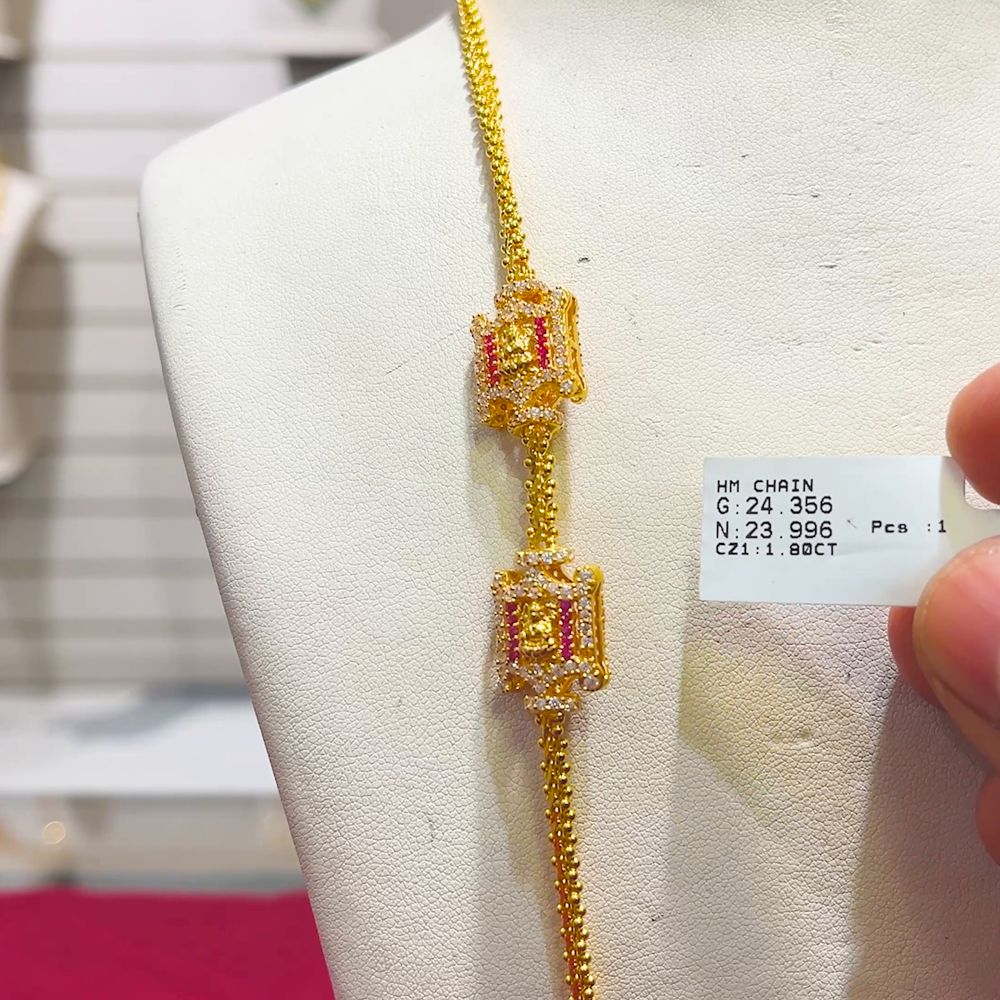 HM CHAIN
G:24.356
N:23.996 Pcs :1
CZ1:1.80CT